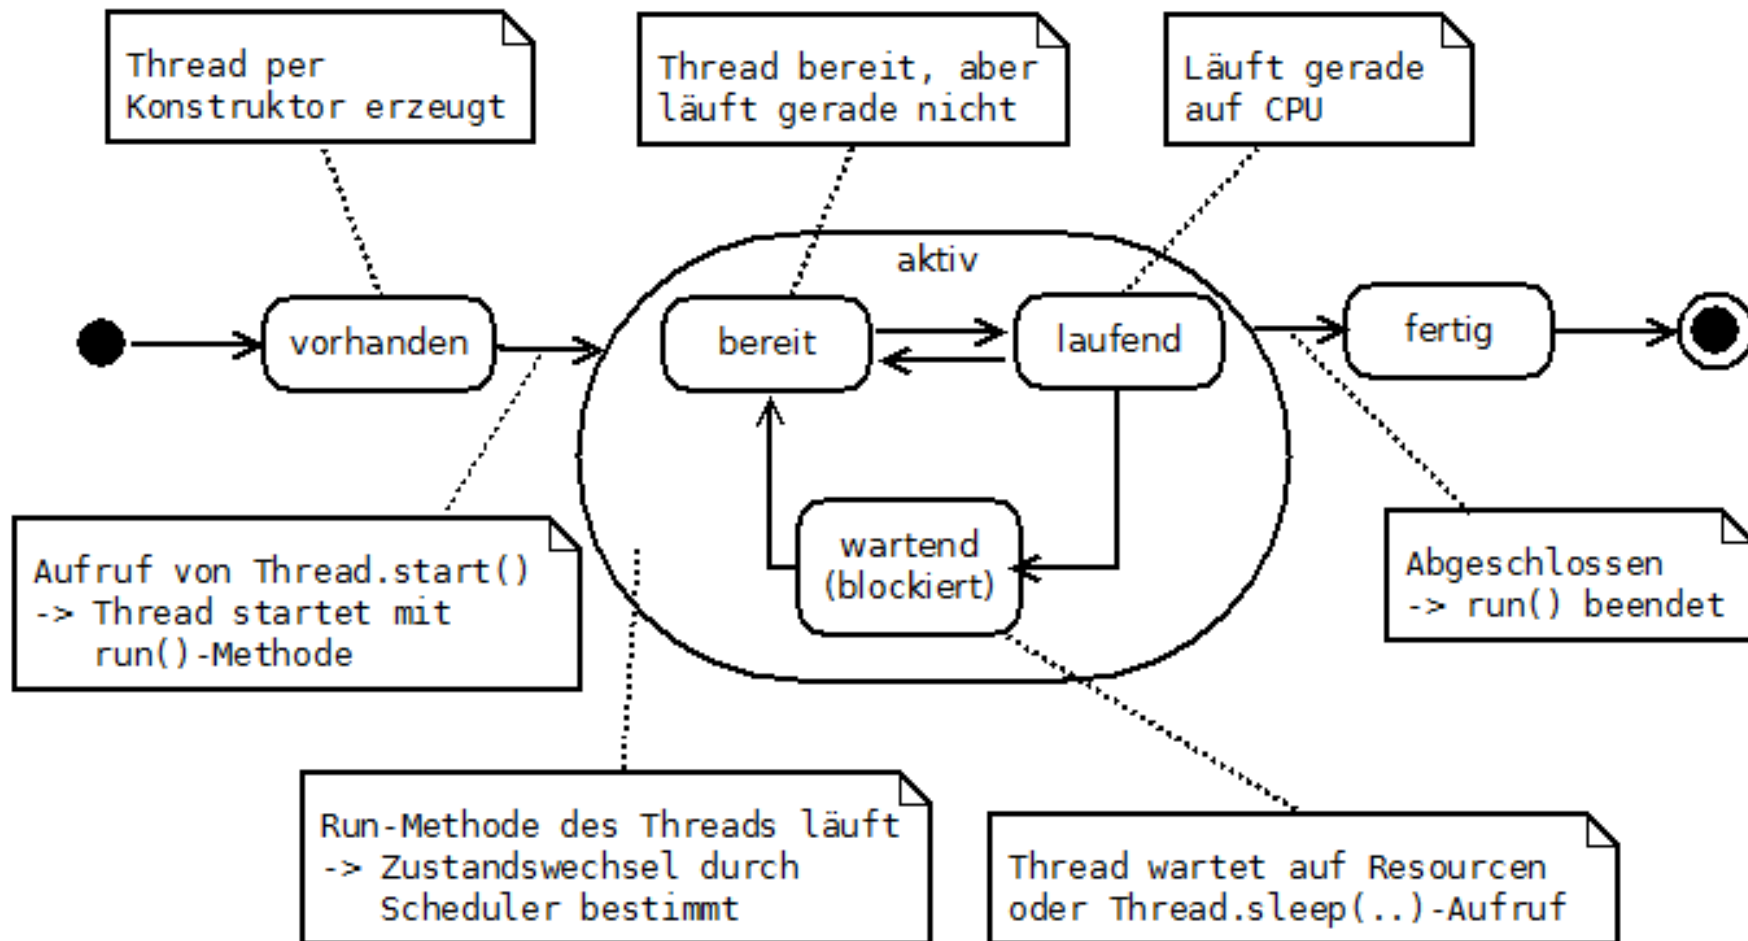 Thread per
Konstruktor erzeugt
Thread bereit, aber
läuft gerade nicht
Läuft gerade
auf CPU
aktiv
vorhanden
bereit
laufend
fertig
wartend
(blockiert)
Aufruf von Thread.start()
-> Thread startet mit
run()-Methode
Abgeschlossen
-> run() beendet
Run-Methode des Threads läuft
-> Zustandswechsel durch
Scheduler bestimmt
Thread wartet auf Resourcen
oder Thread.sleep(..)-Aufruf